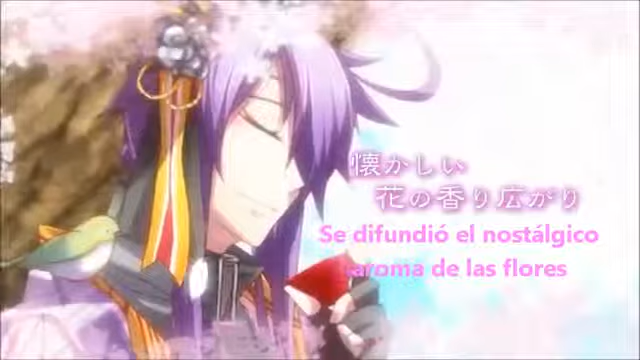 懐かしい
花の香り広がり
Se difundió el nostálgico
aroma de las flores